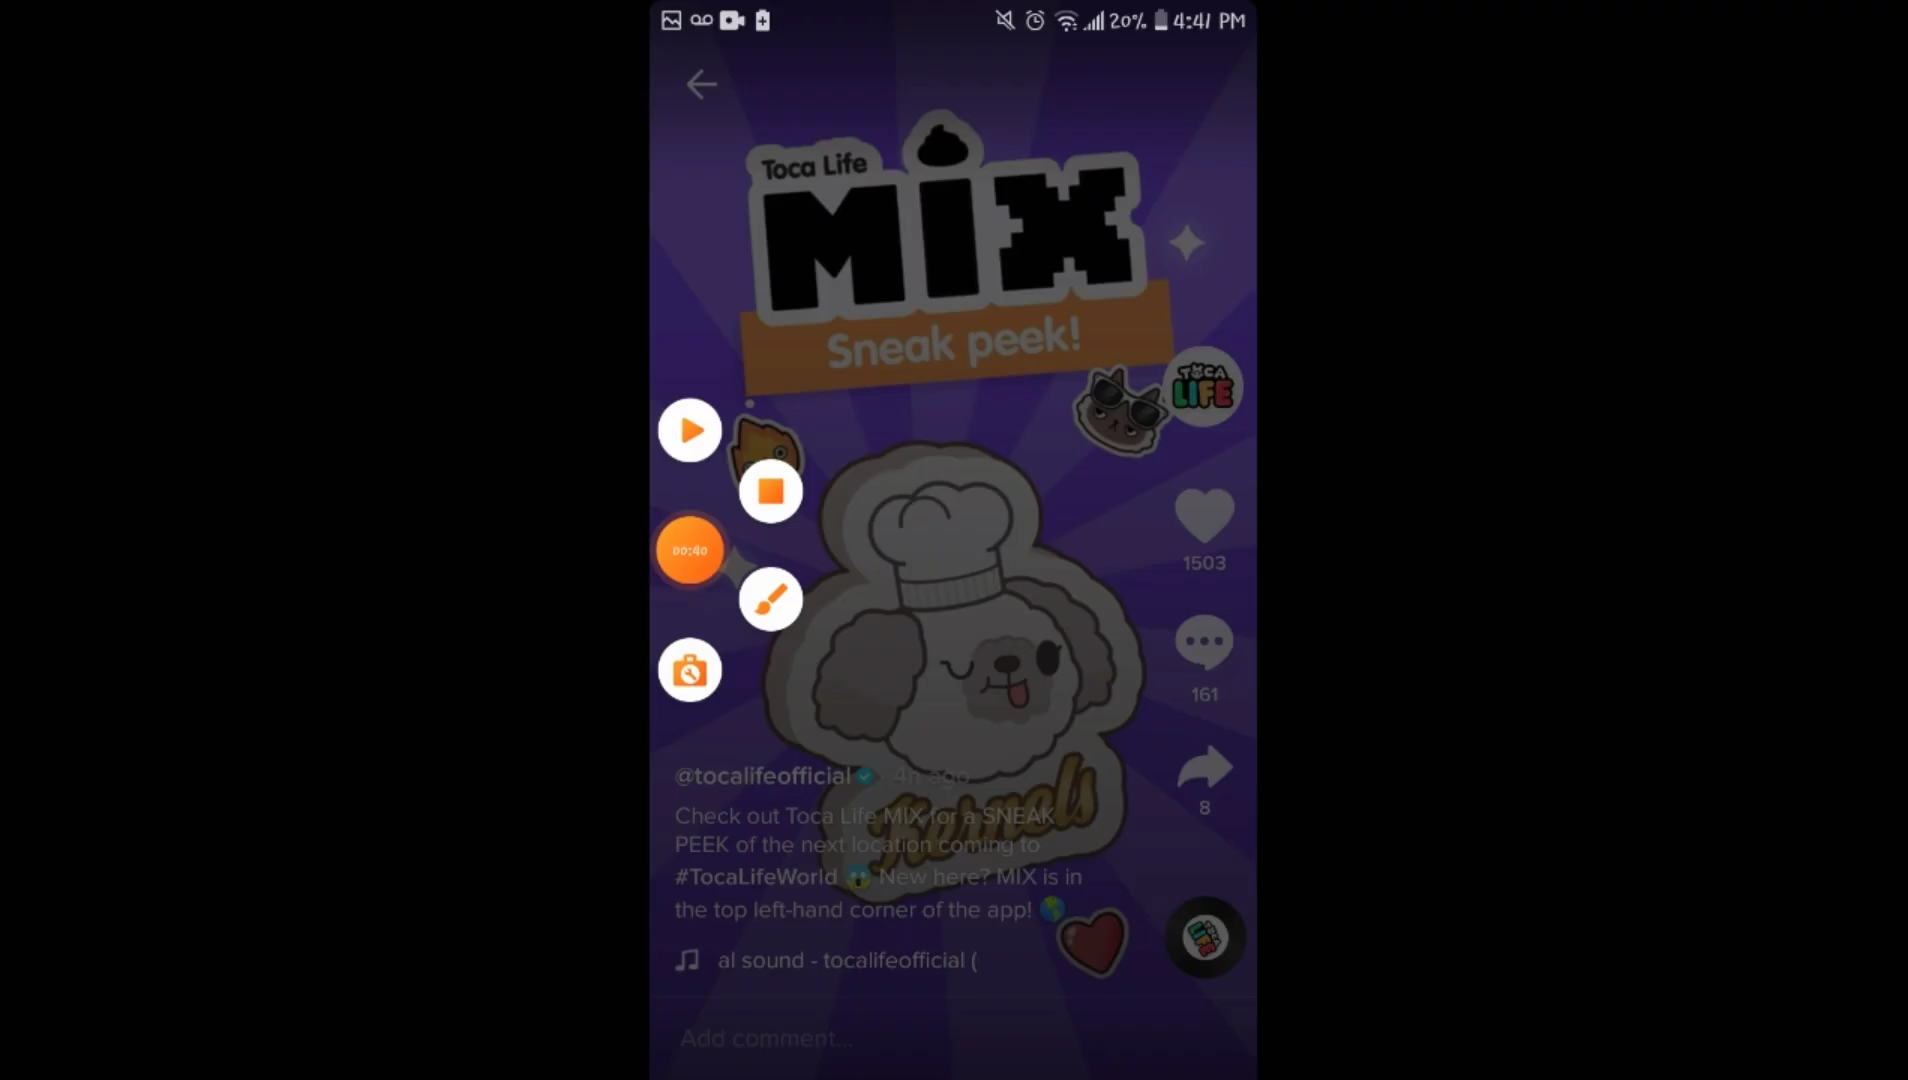 20% 4:41 PM
Toca Life
MiX
Sneak peek!
TOCA
LIFE
00:40
1503
161
@tocalifeofficial · 4h ago
8
Check out Toca Life MIX for a SNEAK
PEEK of the next location coming to
#TocaLifeWorld 😱 New here? MIX is in
the top left-hand corner of the app! 🌎
Kernels
al sound - tocalifeofficial (
Add comment...